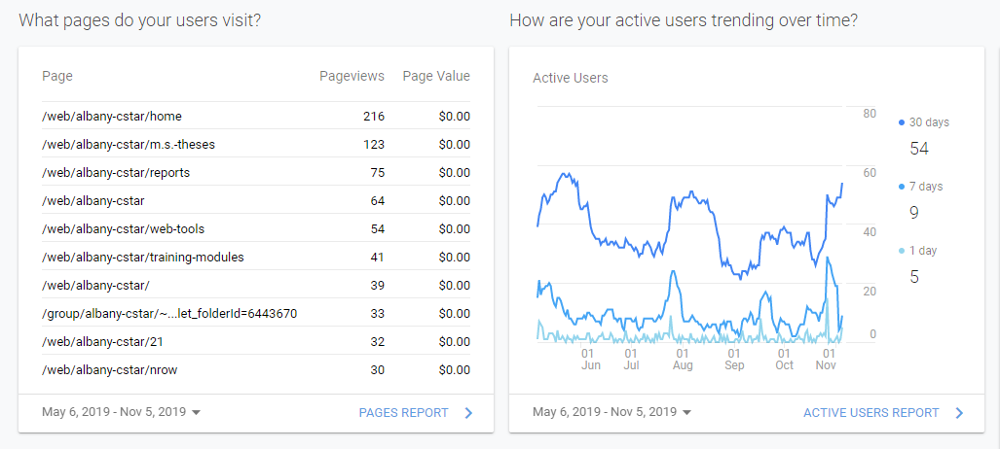 What pages do your users visit?
Page Pageviews Page Value
/web/albany-cstar/home 216 $0.00
/web/albany-cstar/m.s.-theses 123 $0.00
/web/albany-cstar/reports 75 $0.00
/web/albany-cstar 64 $0.00
/web/albany-cstar/web-tools 54 $0.00
/web/albany-cstar/training-modules 41 $0.00
/web/albany-cstar/ 39 $0.00
/group/albany-cstar/~...let_folderId=6443670 33 $0.00
/web/albany-cstar/21 32 $0.00
/web/albany-cstar/nrow 30 $0.00
May 6, 2019 - Nov 5, 2019 PAGES REPORT
How are your active users trending over time?
Active Users
80
60
40
20
0
01 01 01 01 01 01
Jun Jul Aug Sep Oct Nov
30 days
54
7 days
9
1 day
5
May 6, 2019 - Nov 5, 2019 ACTIVE USERS REPORT